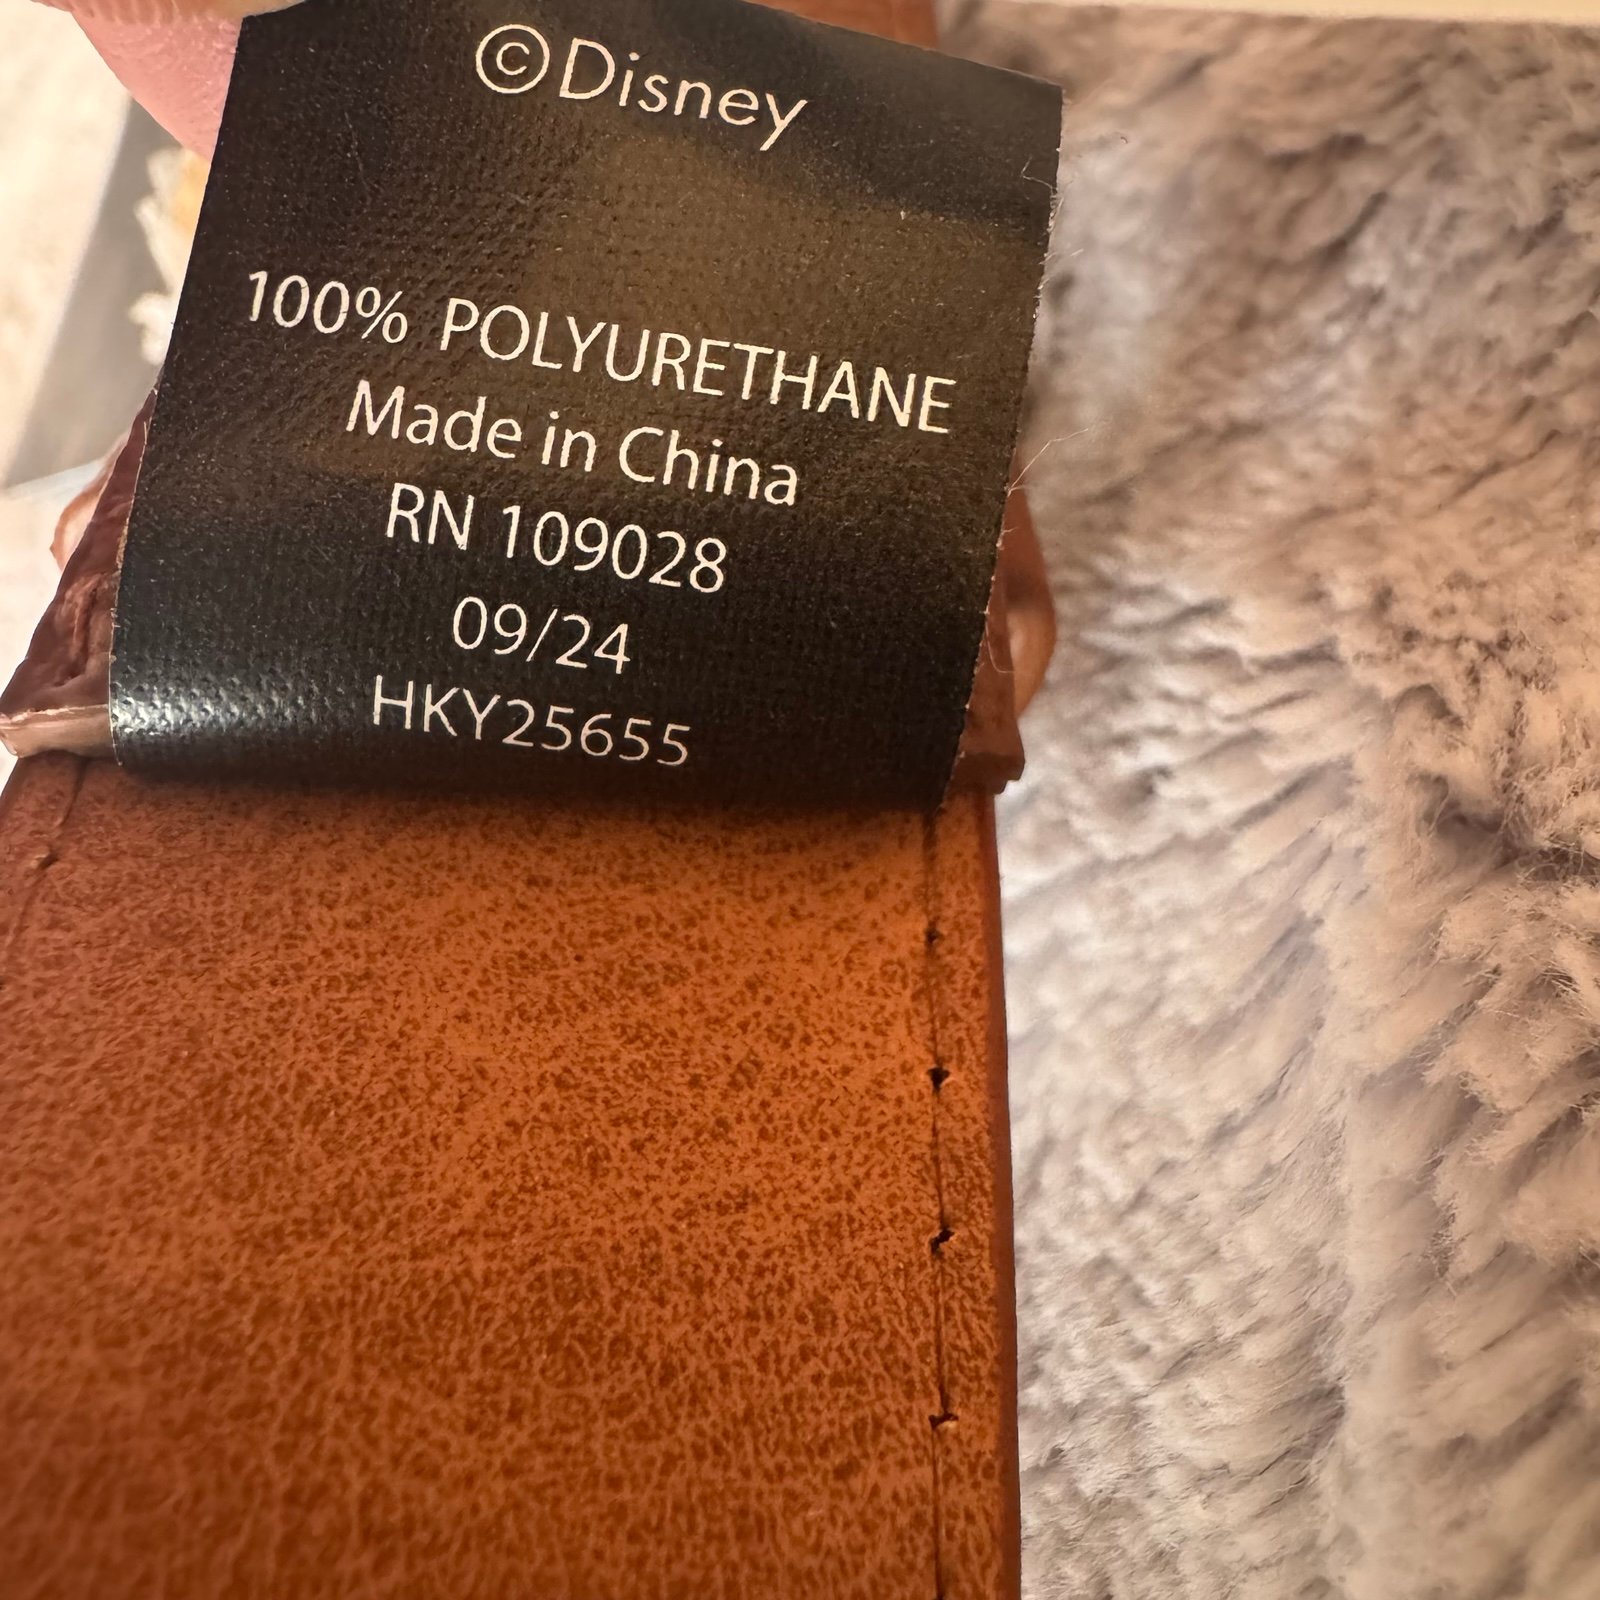 ©Disney
100% POLYURETHANE
Made in China
RN 109028
09/24
HKY25655